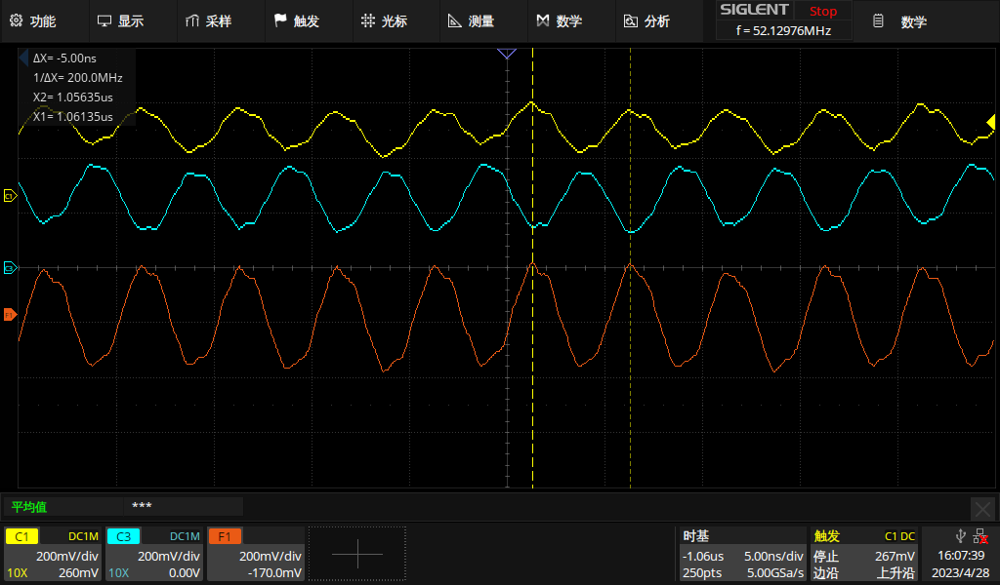 功能 显示 采样 触发 光标 测量 数学 分析 SIGLENT Stop 数学
f = 52.12976MHz
ΔX= -5.00ns
1/ΔX= 200.0MHz
X2= 1.05635us
X1= 1.06135us
C1
C3
F1
平均值 ***
C1 DC1M C3 DC1M F1 时基 触发 C1 DC
200mV/div 200mV/div 200mV/div -1.06us 5.00ns/div 停止 267mV 16:07:39
10X 260mV 10X 0.00V -170.0mV 250pts 5.00GSa/s 边沿 上升沿 2023/4/28